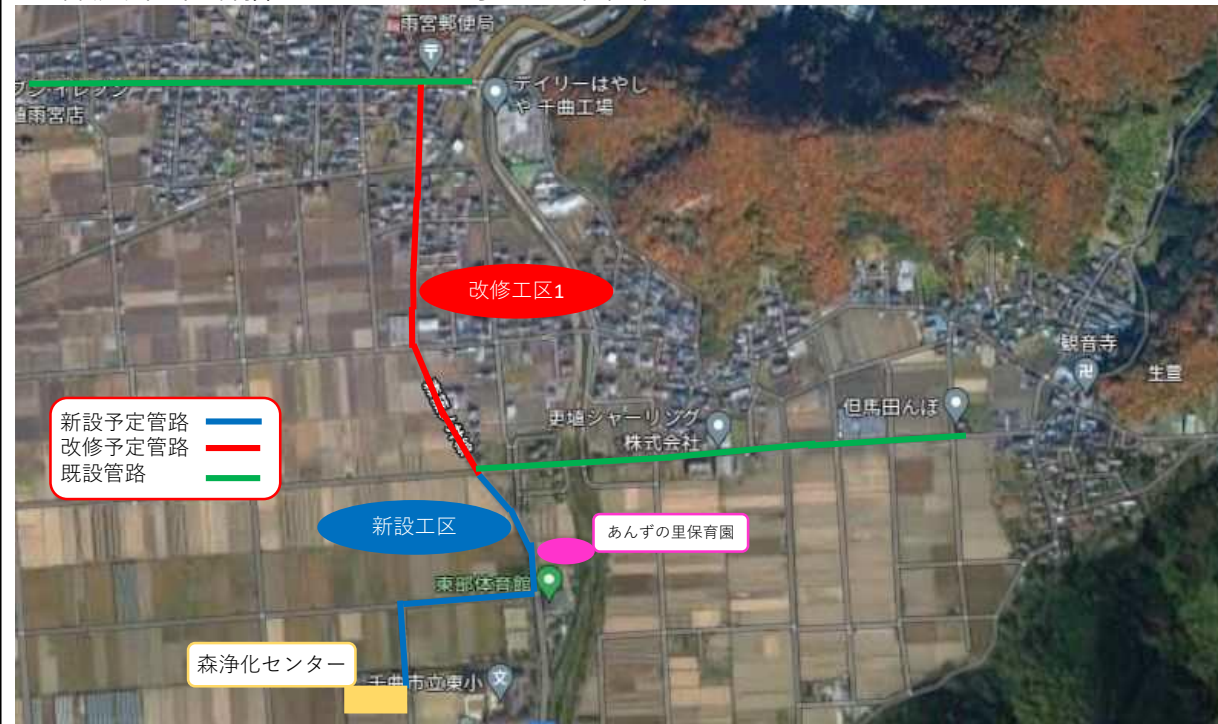 雨宮郵便局
デイリーはやし
や 千曲工場
雨宮店
改修工区1
観音寺
生萱
但馬田んぼ
更埴シャーリング
株式会社
新設予定管路
改修予定管路
既設管路
新設工区
あんずの里保育園
東部体育館
森浄化センター
千曲市立東小